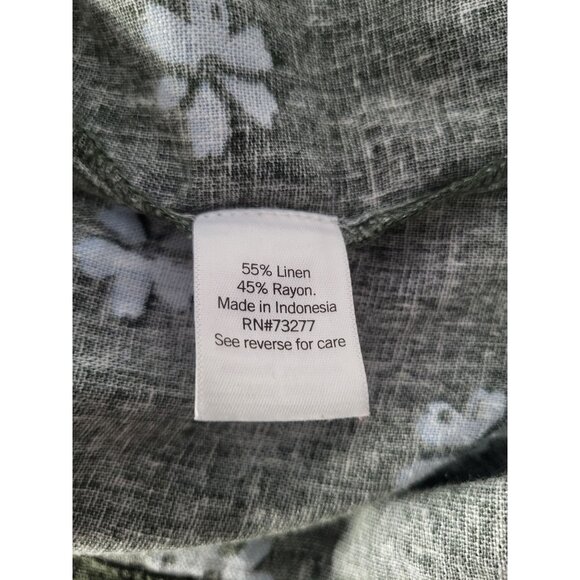 55% Linen
45% Rayon.
Made in Indonesia
RN#73277
See reverse for care